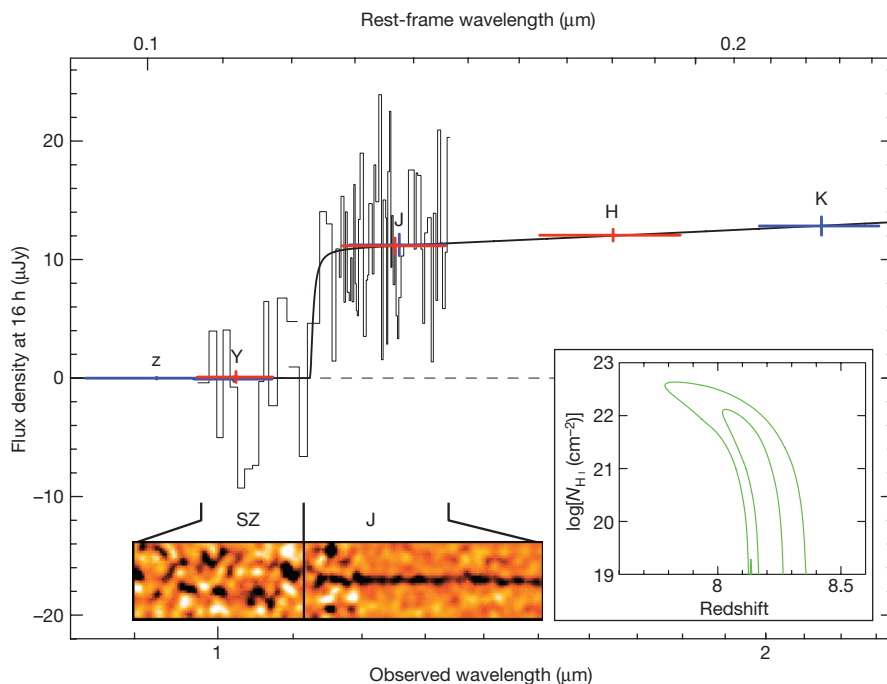 Rest-frame wavelength (μm)
0.1 0.2
Flux density at 16 h (μJy)
20
10
0
−10
−20
z
Y
J
H
K
SZ J
1 2
Observed wavelength (μm)
log[N_H I (cm⁻²)]
23
22
21
20
19
8 8.5
Redshift